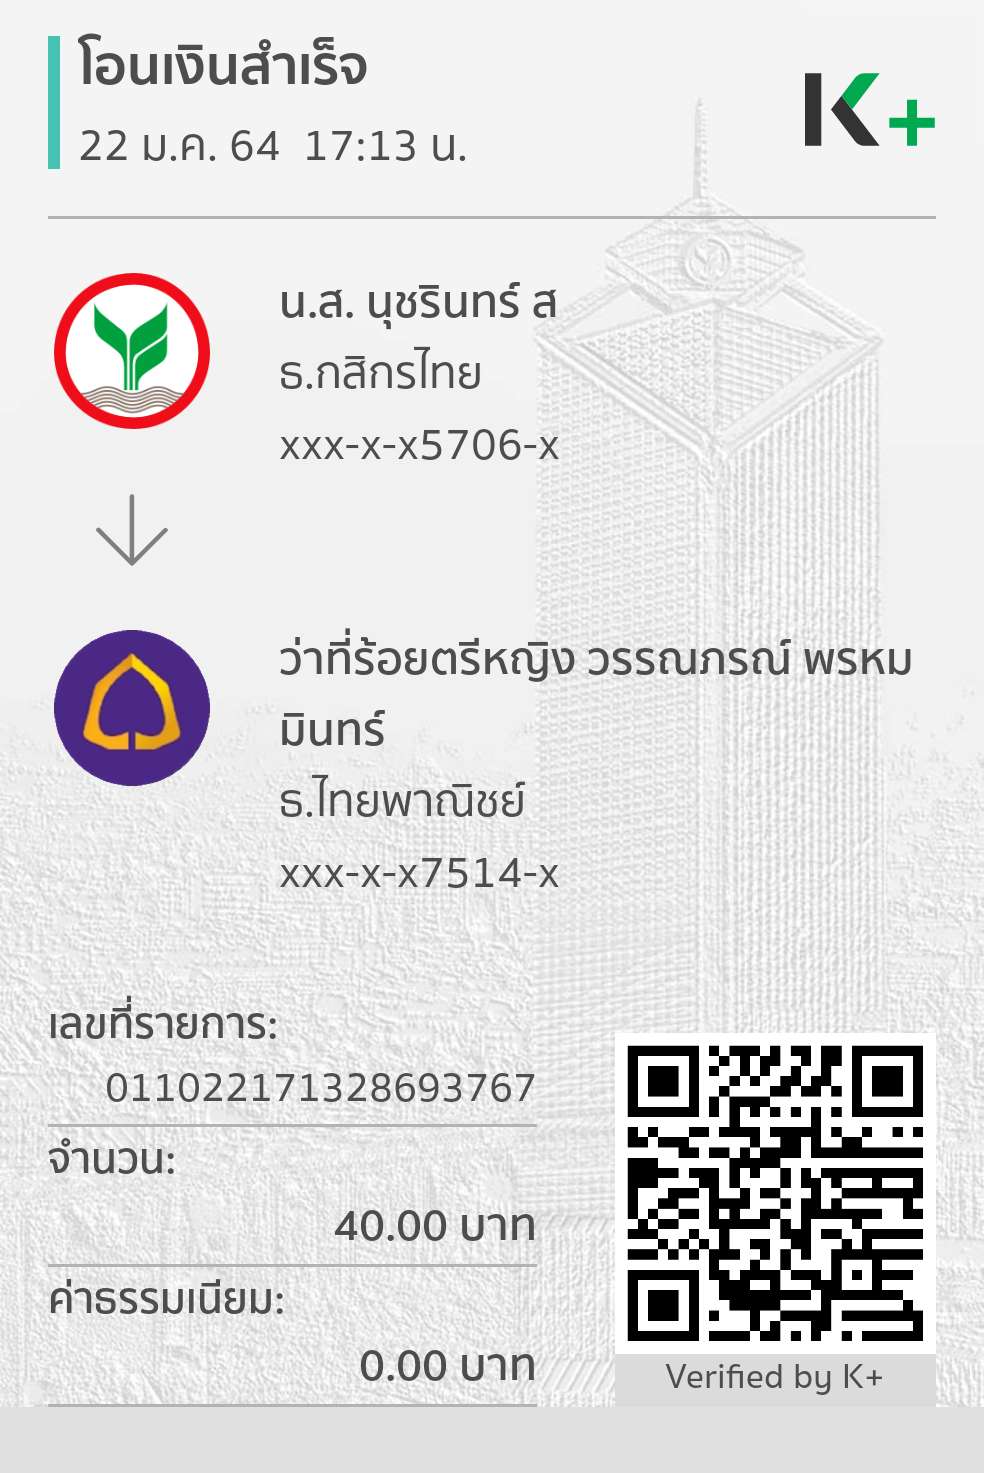 โอนเงินสำเร็จ
22 ม.ค. 64  17:13 น.
K+
น.ส. นุชรินทร์ ส
ธ.กสิกรไทย
xxx-x-x5706-x
ว่าที่ร้อยตรีหญิง วรรณภรณ์ พรหม
มินทร์
ธ.ไทยพาณิชย์
xxx-x-x7514-x
เลขที่รายการ:
011022171328693767
จำนวน:
40.00 บาท
ค่าธรรมเนียม:
0.00 บาท
Verified by K+